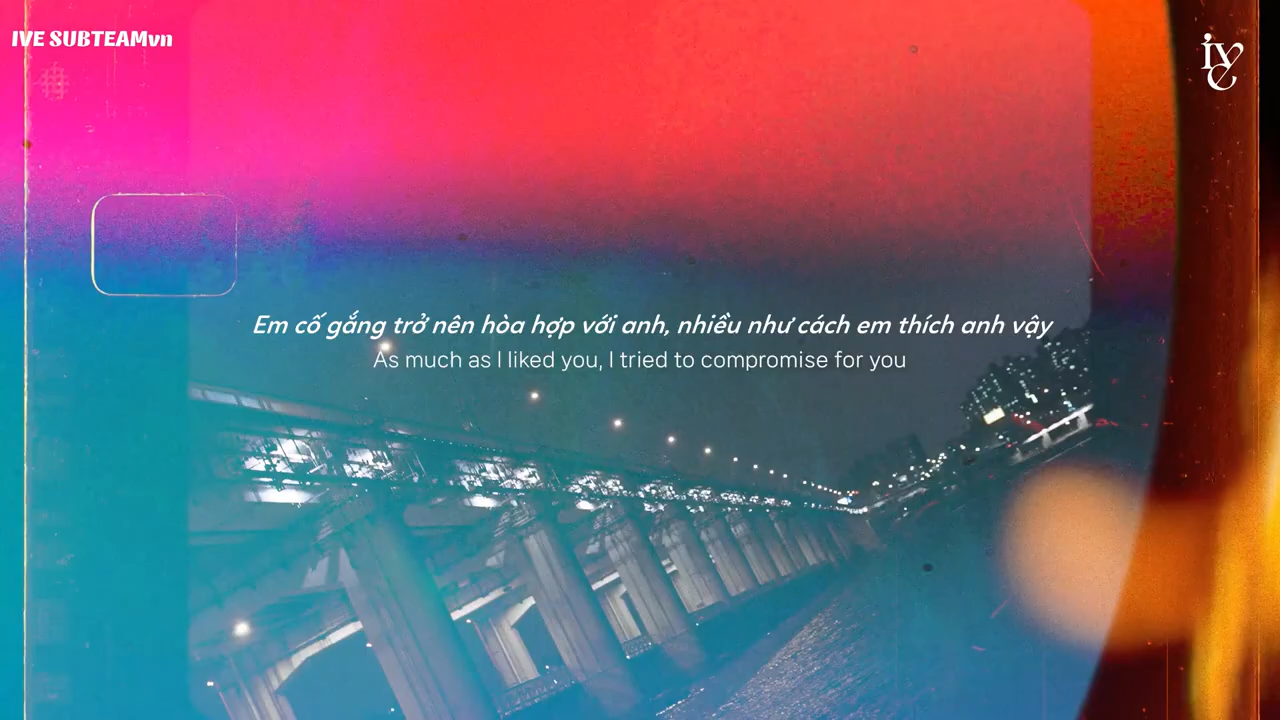 IVE SUBTEAMvn
ive
Em cố gắng trở nên hòa hợp với anh, nhiều như cách em thích anh vậy
As much as I liked you, I tried to compromise for you